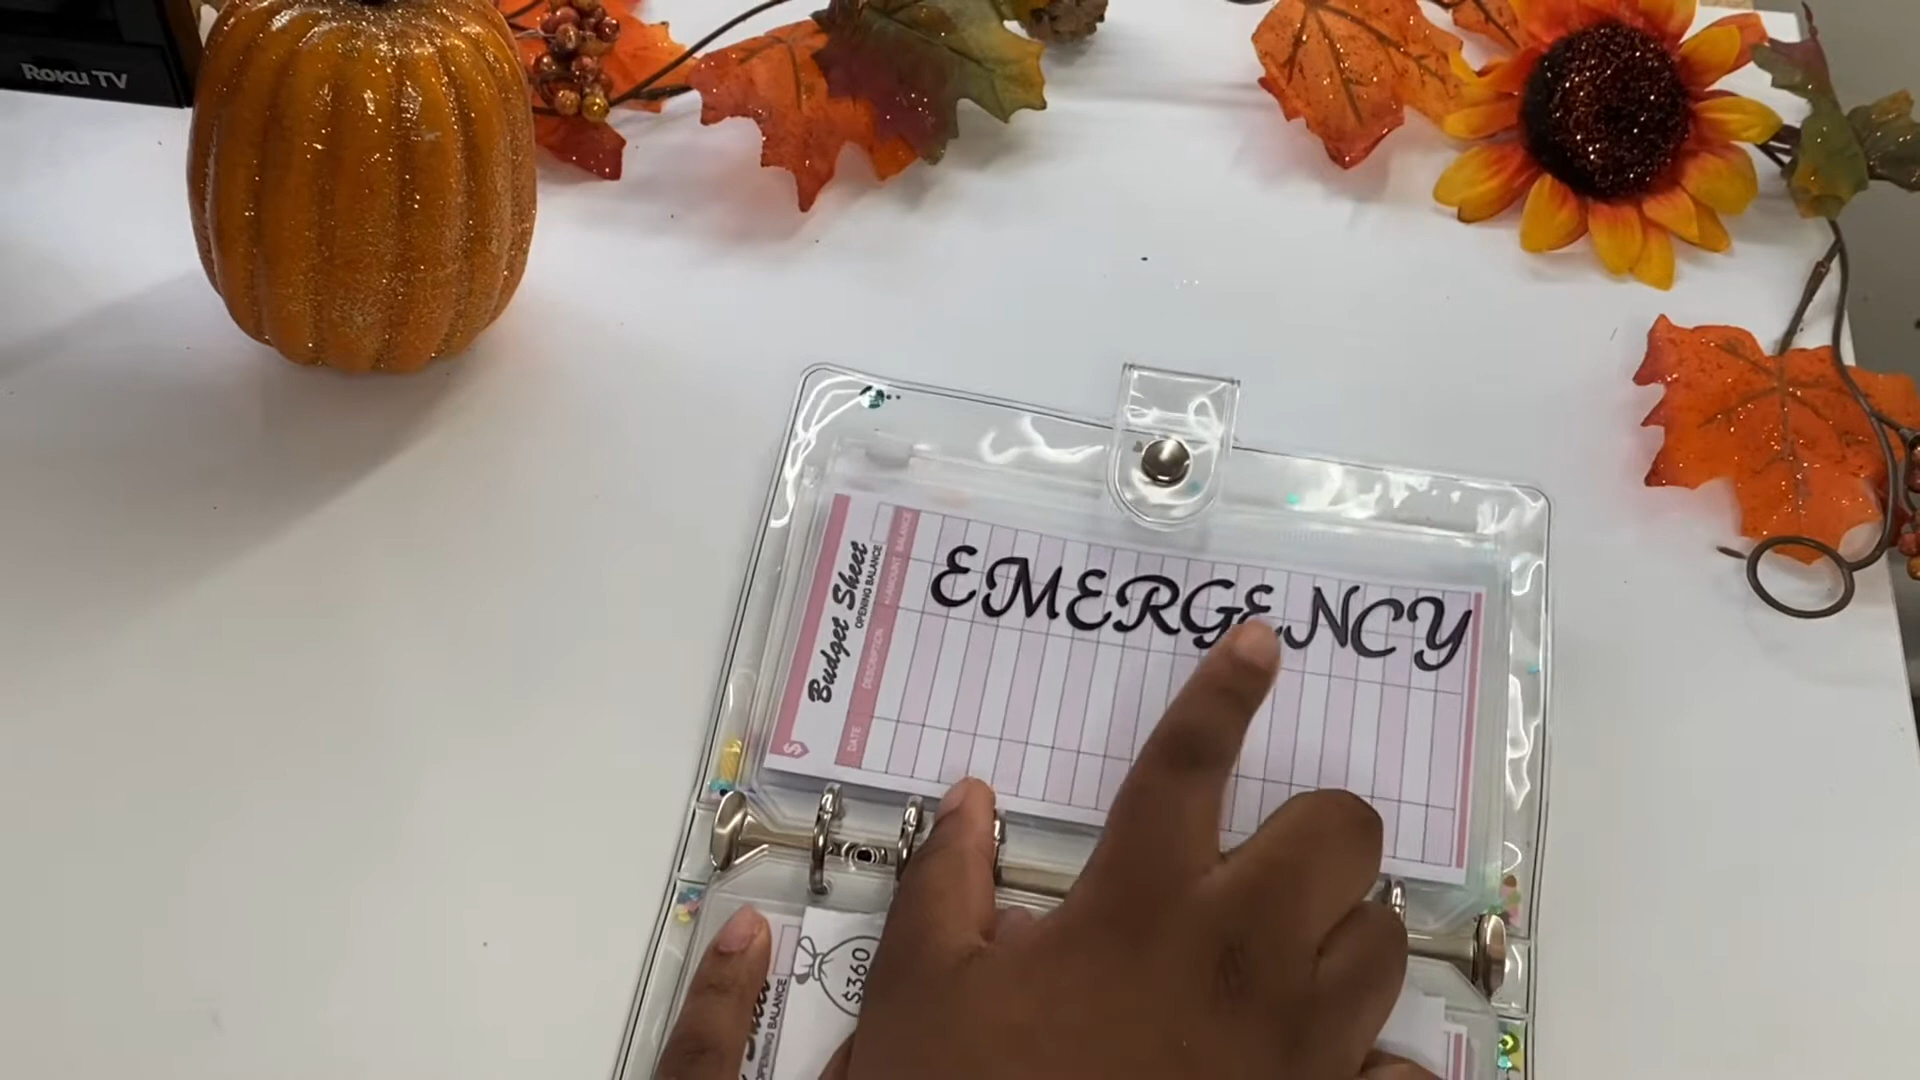 Roku TV
EMERGENCY
Budget Sheet
OPENING BALANCE
DATE
DESCRIPTION
AMOUNT
BALANCE
$
$360
OPENING BALANCE